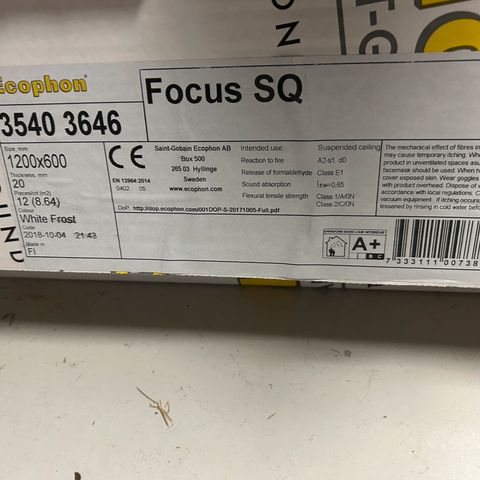 Ecophon®
Focus SQ
3540 3646
Size, mm
1200x600
Thickness, mm
20
Pieces/crt (m2)
12 (8.64)
Colour
White Frost
Code
2018-10-04 21:43
Made in
FI
CE
EN 13964:2014
0402 05
Saint-Gobain Ecophon AB
Box 500
265 03 Hyllinge
Sweden
www.ecophon.com
DoP http://dop.ecophon.com/001DOP-S-20171005-Full.pdf
Intended use: Suspended ceiling
Reaction to fire A2-s1, d0
Release of formaldehyde Class E1
Sound absorption
Flexural tensile strength Class 1/A/0N
Class 2/C/0N
The mechanical effect of fibres in
may cause temporary itching. Wh
product in unventilated spaces as
facemask should be used. When h
cover exposed skin. Wear goggles
with product overhead. Dispose of
accordance with local regulations. C
vacuum equipment. If itching occurs
lessened by rinsing in cold water befo
A+
B C
7 333111 00738